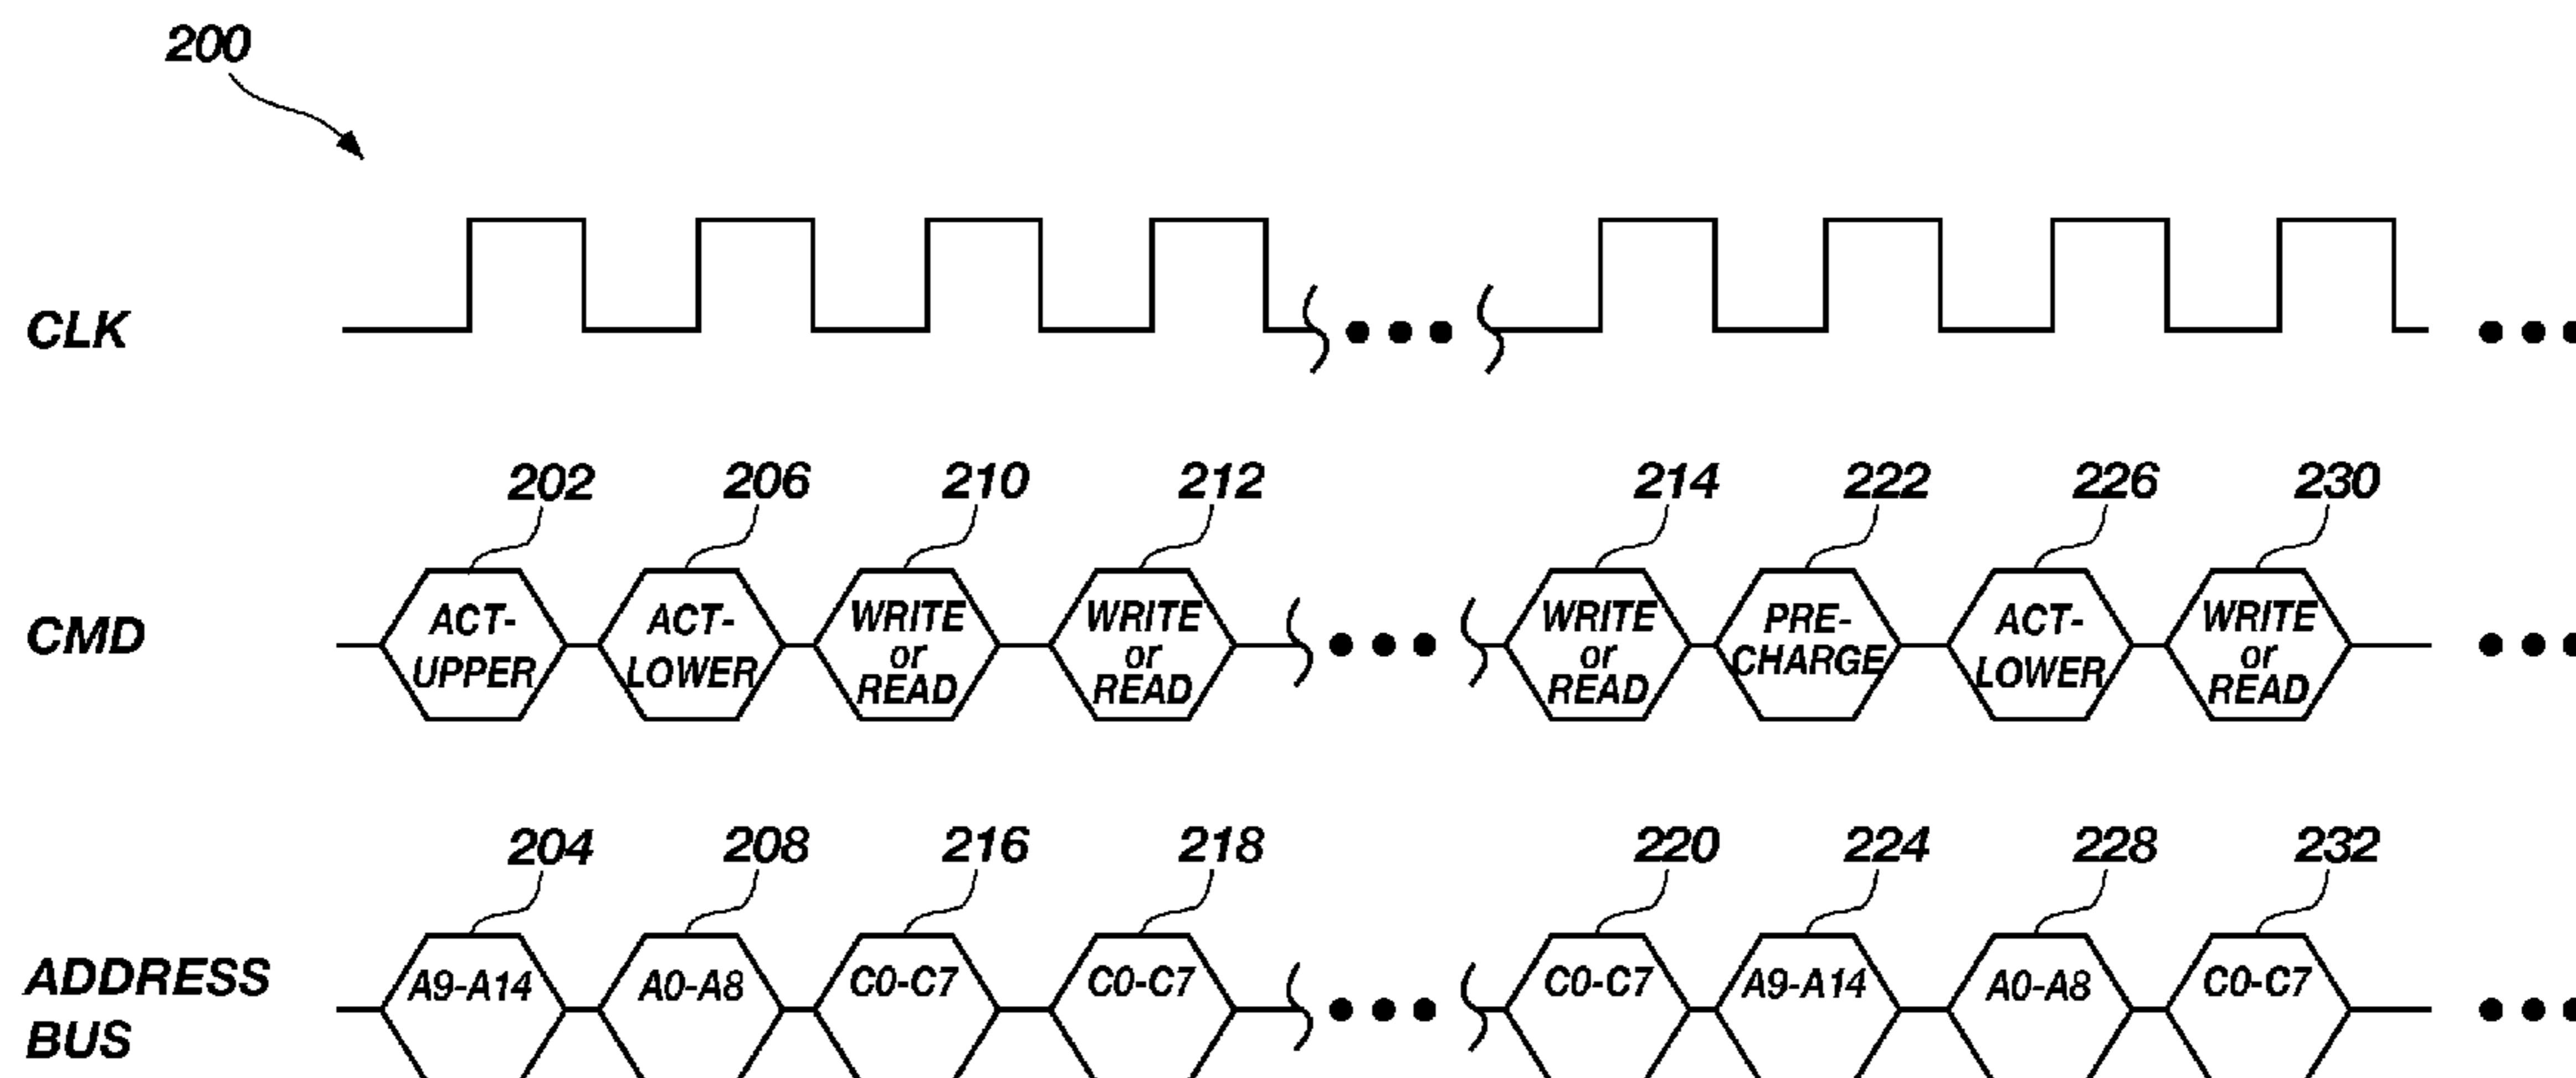 200
CLK
202 206 210 212 214 222 226 230
CMD
ACT-UPPER
ACT-LOWER
WRITE or READ
WRITE or READ
WRITE or READ
PRE-CHARGE
ACT-LOWER
WRITE or READ
204 208 216 218 220 224 228 232
ADDRESS
BUS
A9-A14 A0-A8 C0-C7 C0-C7 C0-C7 A9-A14 A0-A8 C0-C7